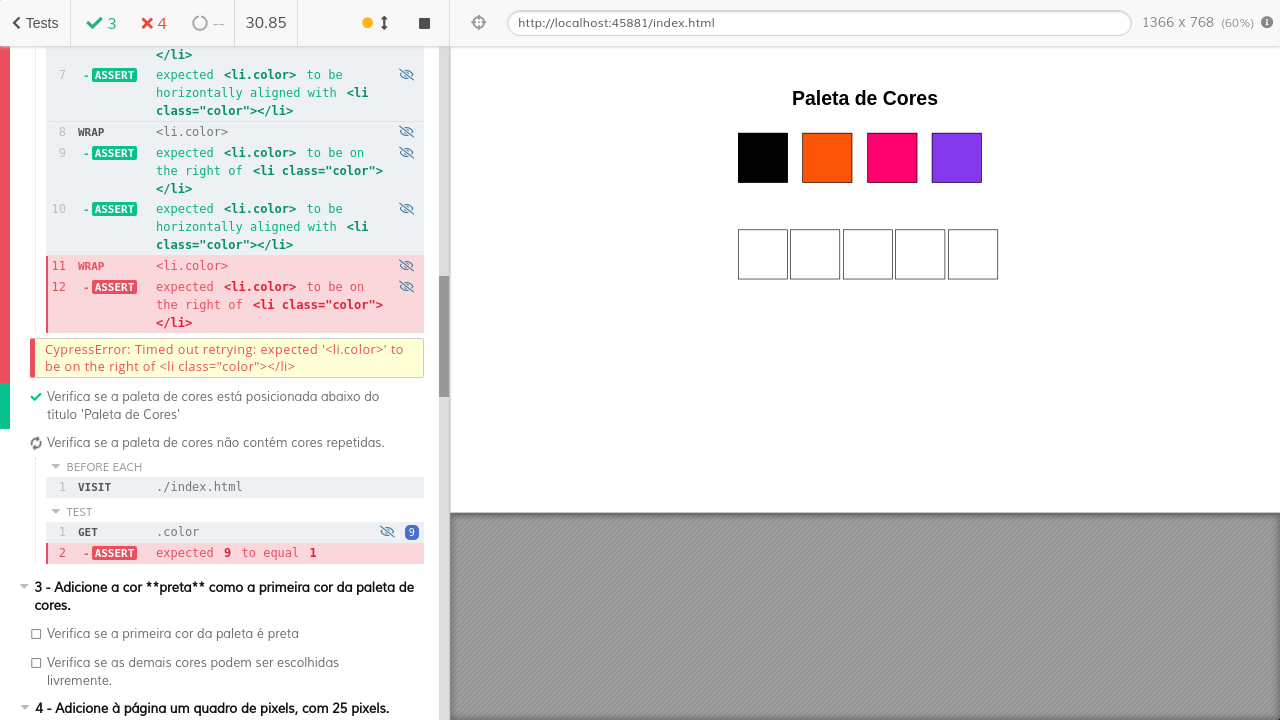 Tests 3 4 -- 30.85
http://localhost:45881/index.html 1366 x 768 (60%)
</li>
7 - ASSERT expected <li.color> to be
horizontally aligned with <li
class="color"></li>
8 WRAP <li.color>
9 - ASSERT expected <li.color> to be on
the right of <li class="color">
</li>
10 - ASSERT expected <li.color> to be
horizontally aligned with <li
class="color"></li>
11 WRAP <li.color>
12 - ASSERT expected <li.color> to be on
the right of <li class="color">
</li>
CypressError: Timed out retrying: expected '<li.color>' to
be on the right of <li class="color"></li>
Verifica se a paleta de cores está posicionada abaixo do
título 'Paleta de Cores'
Verifica se a paleta de cores não contém cores repetidas.
BEFORE EACH
1 VISIT ./index.html
TEST
1 GET .color 9
2 - ASSERT expected 9 to equal 1
3 - Adicione a cor **preta** como a primeira cor da paleta de
cores.
Verifica se a primeira cor da paleta é preta
Verifica se as demais cores podem ser escolhidas
livremente.
4 - Adicione à página um quadro de pixels, com 25 pixels.
Paleta de Cores